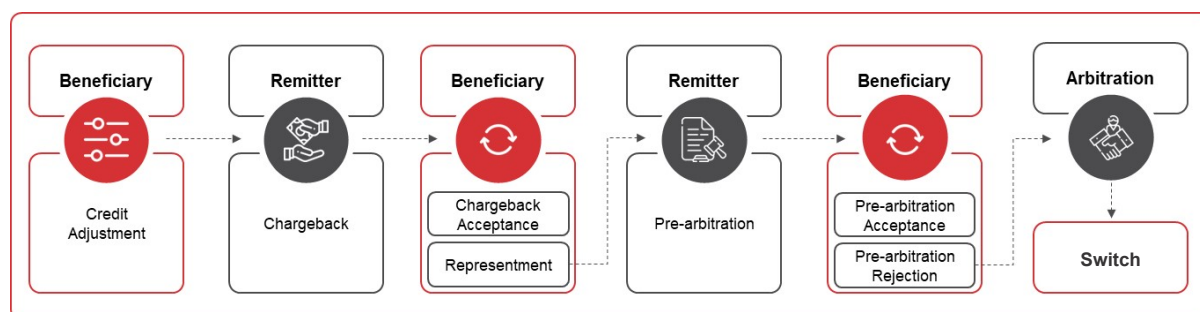 Beneficiary
Credit
Adjustment
Remitter
Chargeback
Beneficiary
Chargeback
Acceptance
Representment
Remitter
Pre-arbitration
Beneficiary
Pre-arbitration
Acceptance
Pre-arbitration
Rejection
Arbitration
Switch